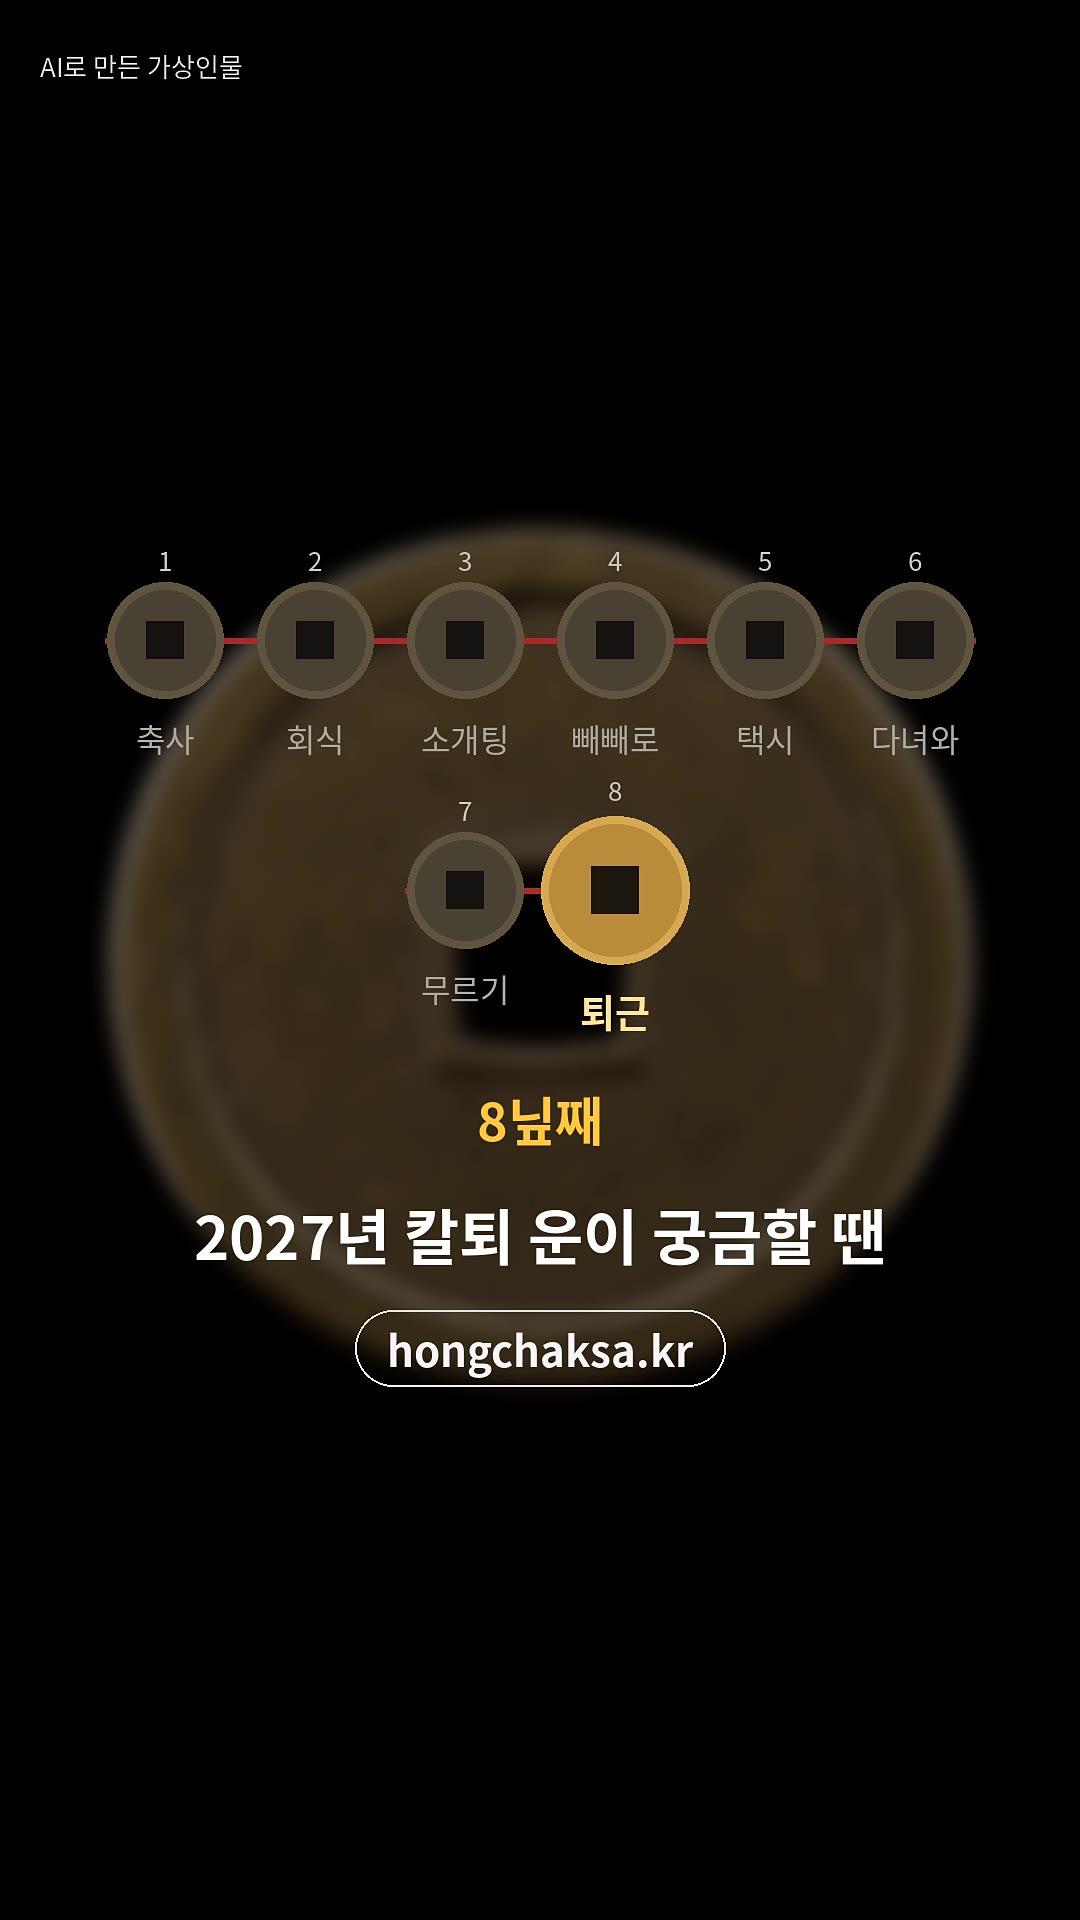 AI로 만든 가상인물
1 2 3 4 5 6
축사 회식 소개팅 빼빼로 택시 다녀와
7 8
무르기 퇴근
8닢째
2027년 칼퇴 운이 궁금할 땐
hongchaksa.kr